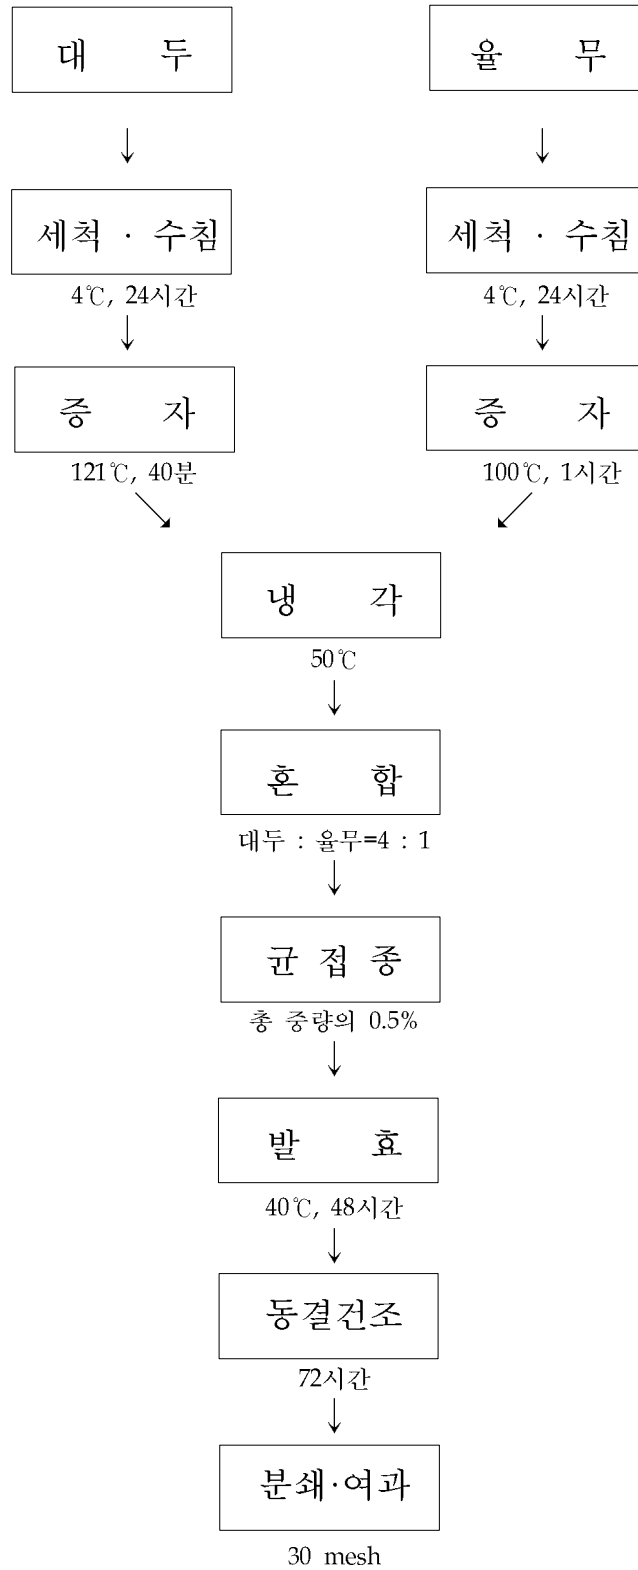 대 두
율 무
세척 · 수침
세척 · 수침
4℃, 24시간
4℃, 24시간
증 자
증 자
121℃, 40분
100℃, 1시간
냉 각
50℃
혼 합
대두 : 율무=4 : 1
균 접 종
총 중량의 0.5%
발 효
40℃, 48시간
동결건조
72시간
분쇄·여과
30 mesh